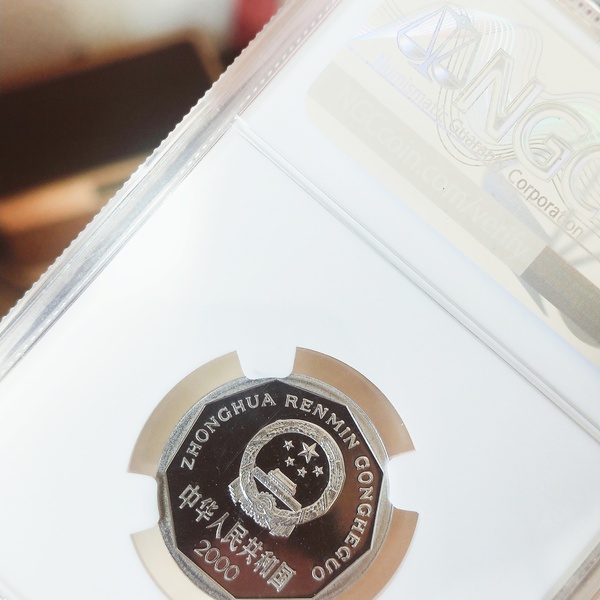 NGC
Numismatic Guaranty Corporation
ZHONGHUA RENMIN GONGHEGUO
中华人民共和国
2000